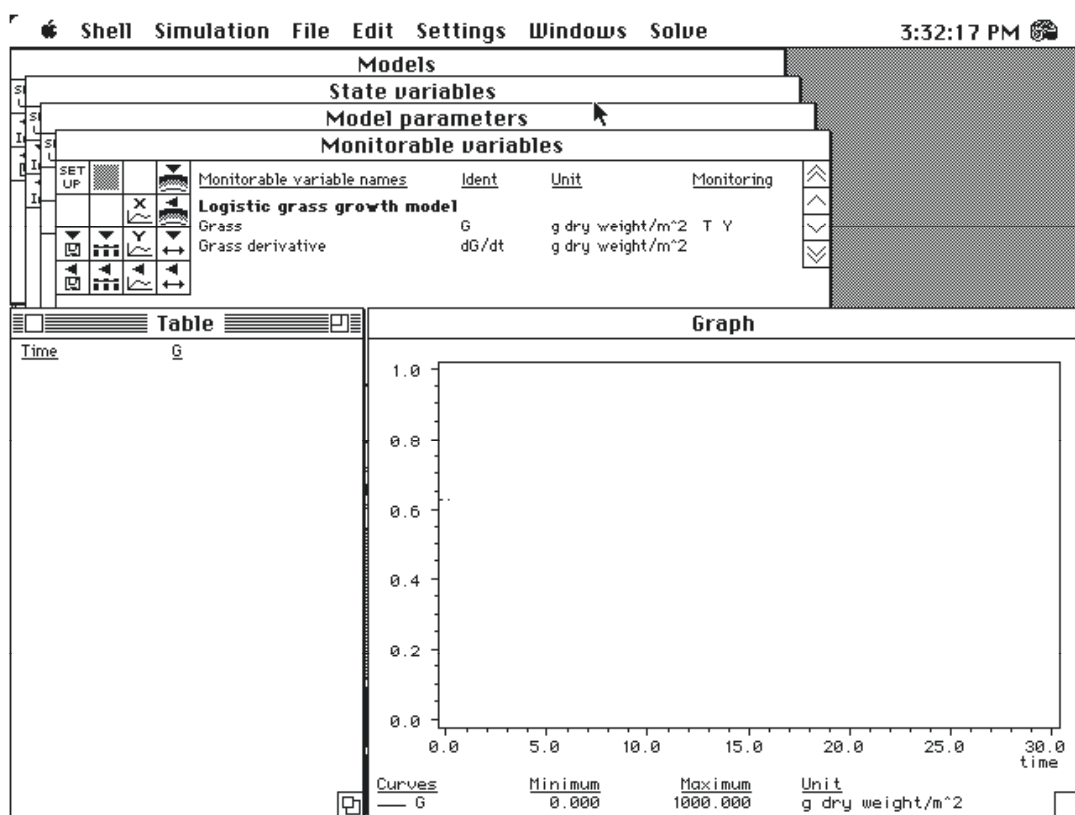 Shell Simulation File Edit Settings Windows Solve 3:32:17 PM
Models
State variables
Model parameters
Monitorable variables
SET UP
Monitorable variable names Ident Unit Monitoring
X
Logistic grass growth model
Grass G g dry weight/m^2 T Y
Y
Grass derivative dG/dt g dry weight/m^2
Table
Time G
Graph
1.0
0.8
0.6
0.4
0.2
0.0
0.0 5.0 10.0 15.0 20.0 25.0 30.0
time
Curves Minimum Maximum Unit
G 0.000 1000.000 g dry weight/m^2